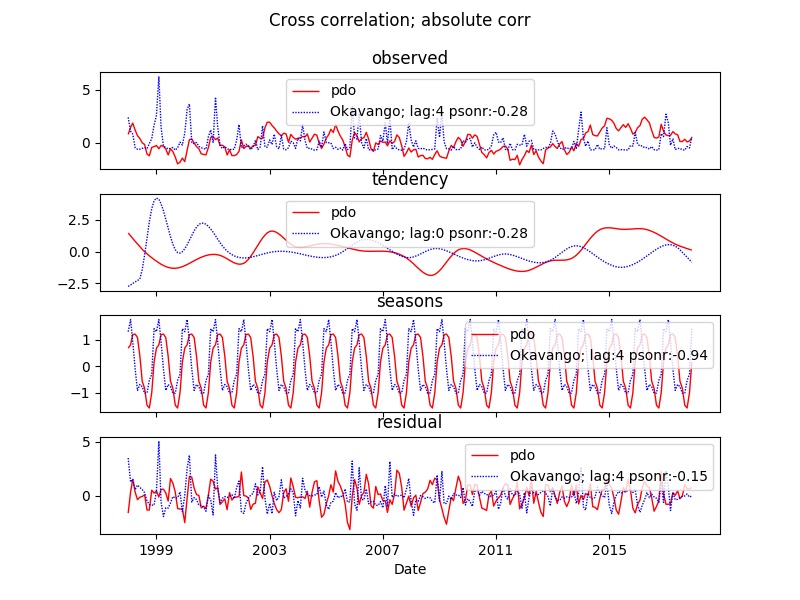 Cross correlation; absolute corr
observed
5
0
pdo
Okavango; lag:4 psonr:-0.28
tendency
2.5
0.0
−2.5
pdo
Okavango; lag:0 psonr:-0.28
seasons
1
0
−1
pdo
Okavango; lag:4 psonr:-0.94
residual
5
0
pdo
Okavango; lag:4 psonr:-0.15
1999 2003 2007 2011 2015
Date